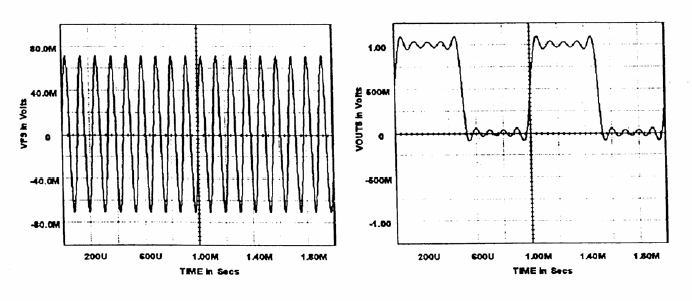 80.0M
40.0M
0
-40.0M
-80.0M
VF9 in Volts
200U 600U 1.00M 1.40M 1.80M
TIME in Secs
1.00
500M
0
-500M
-1.00
VOUTS in Volts
200U 600U 1.00M 1.40M 1.80M
TIME in Secs